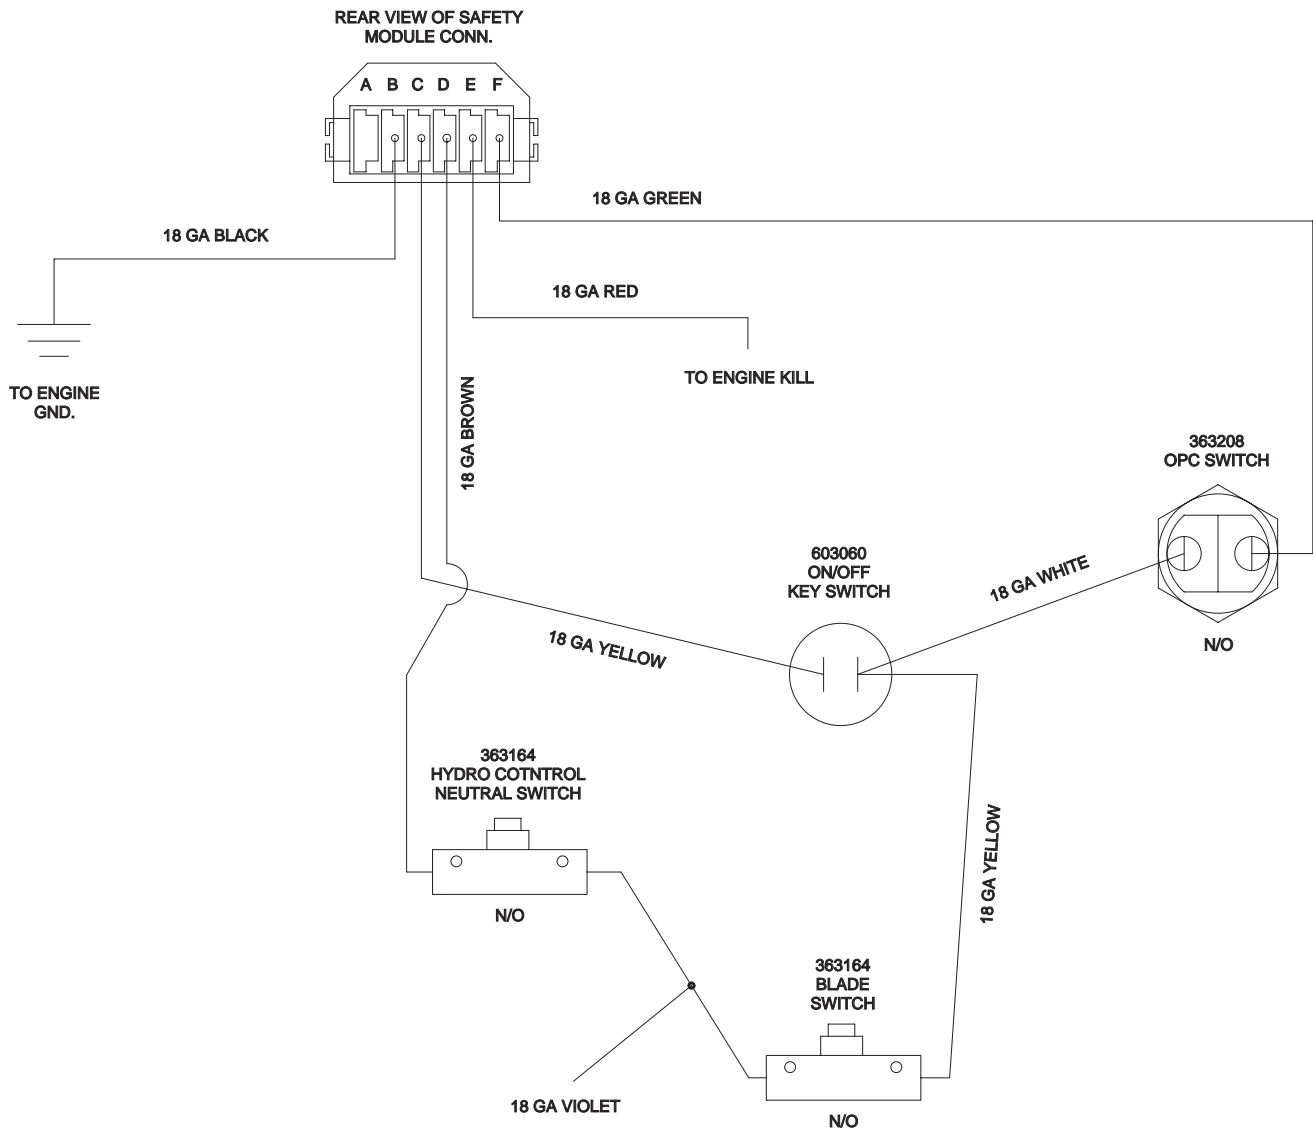 REAR VIEW OF SAFETY
MODULE CONN.
A B C D E F
18 GA GREEN
18 GA BLACK
18 GA RED
TO ENGINE KILL
TO ENGINE
GND.
18 GA BROWN
363208
OPC SWITCH
N/O
603060
ON/OFF
KEY SWITCH
18 GA WHITE
18 GA YELLOW
363164
HYDRO COTNTROL
NEUTRAL SWITCH
N/O
18 GA YELLOW
363164
BLADE
SWITCH
N/O
18 GA VIOLET